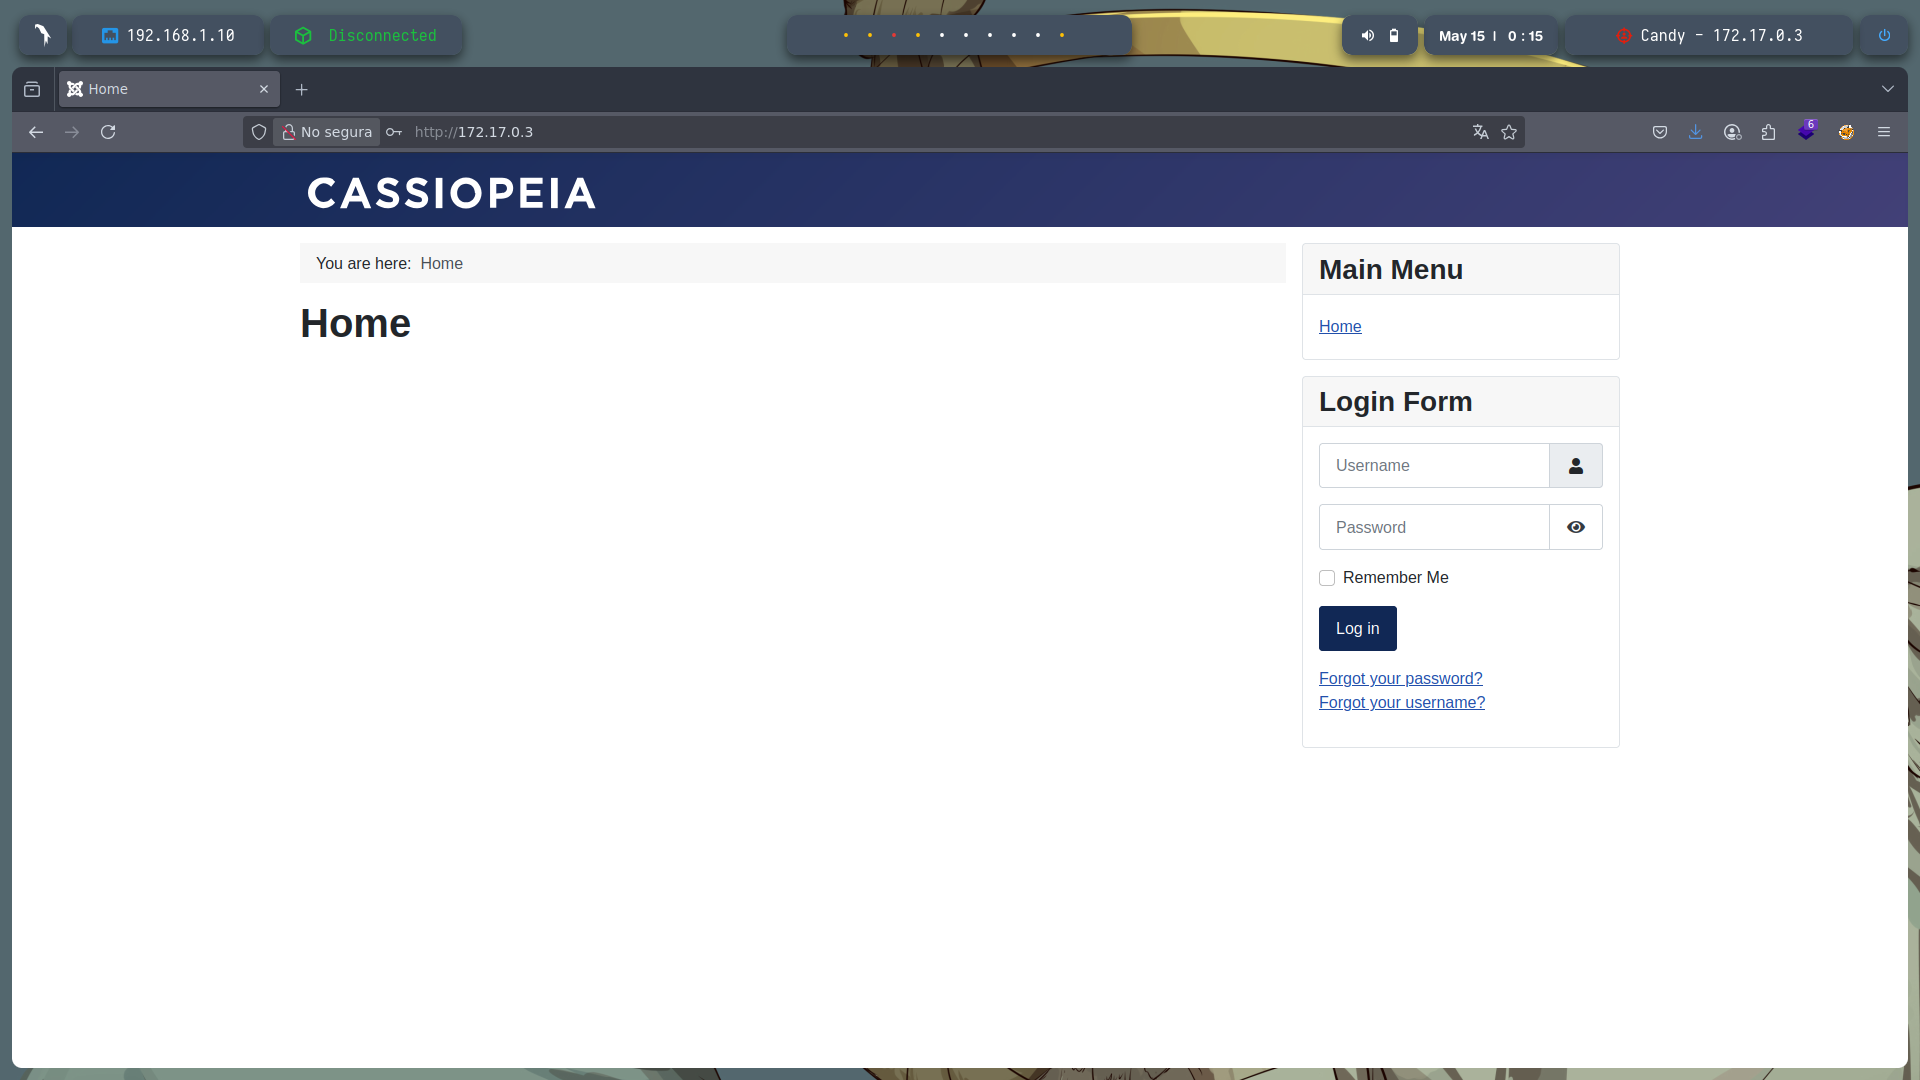 192.168.1.10
Disconnected
May 15 | 0 : 15
Candy - 172.17.0.3
Home
No segura
http://172.17.0.3
6
CASSIOPEIA
You are here: Home
Home
Main Menu
Home
Login Form
Username
Password
Remember Me
Log in
Forgot your password?
Forgot your username?